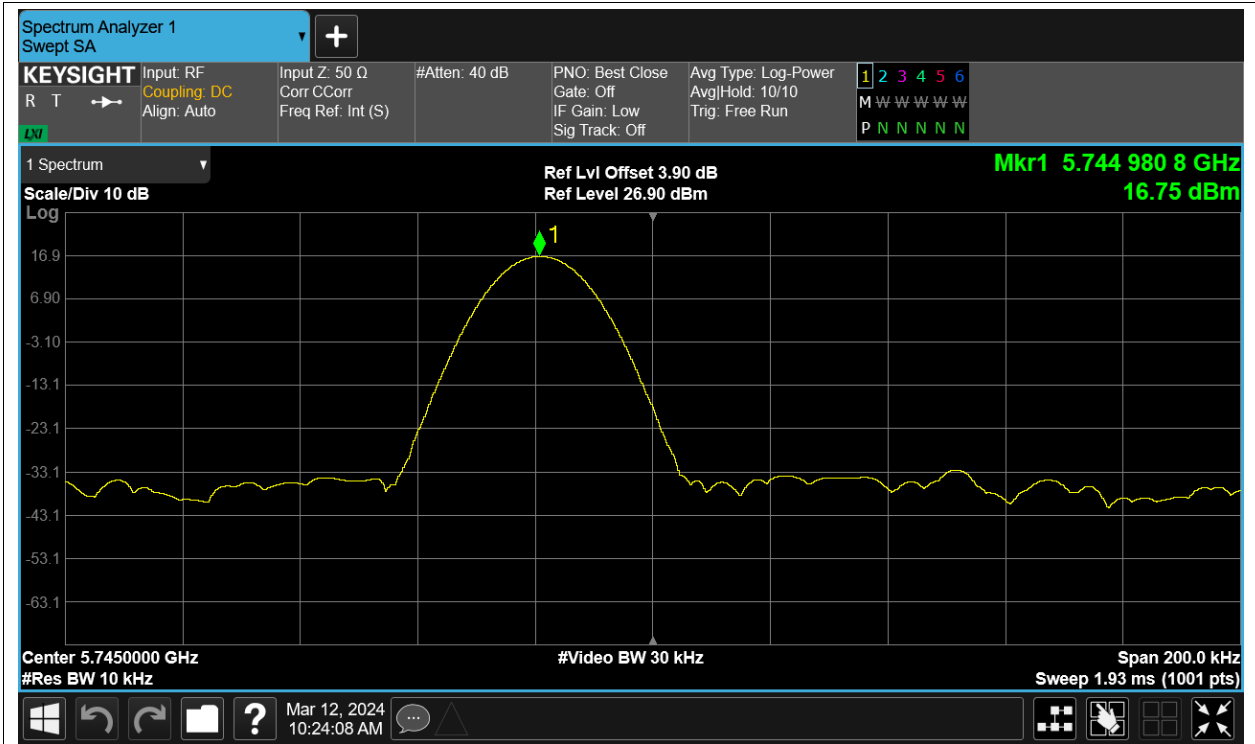 Spectrum Analyzer 1
Swept SA
+
KEYSIGHT
R T
LXI
Input: RF
Coupling: DC
Align: Auto
Input Z: 50 Ω
Corr CCorr
Freq Ref: Int (S)
#Atten: 40 dB
PNO: Best Close
Gate: Off
IF Gain: Low
Sig Track: Off
Avg Type: Log-Power
Avg|Hold: 10/10
Trig: Free Run
1 2 3 4 5 6
M W W W W W
P N N N N N
1 Spectrum
Scale/Div 10 dB
Log
Ref Lvl Offset 3.90 dB
Ref Level 26.90 dBm
Mkr1 5.744 980 8 GHz
16.75 dBm
1
16.9
6.90
-3.10
-13.1
-23.1
-33.1
-43.1
-53.1
-63.1
Center 5.7450000 GHz
#Res BW 10 kHz
#Video BW 30 kHz
Span 200.0 kHz
Sweep 1.93 ms (1001 pts)
?
Mar 12, 2024
10:24:08 AM